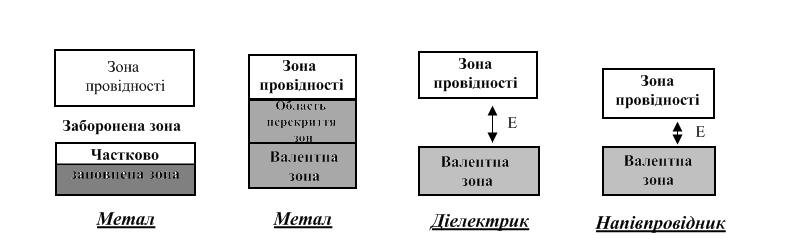 Зона
провідності
Заборонена зона
Частково
заповнена зона
Метал
Зона
провідності
Область
перекриття
зон
Валентна
зона
Метал
Зона
провідності
E
Валентна
зона
Діелектрик
Зона
провідності
E
Валентна
зона
Напівпровідник